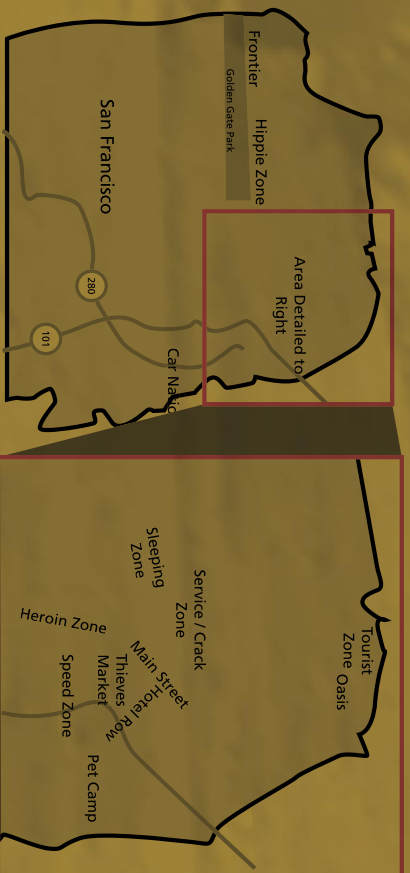 Frontier
Golden Gate Park
Hippie Zone
San Francisco
280
101
Area Detailed to
Right
Car Natio
Tourist
Zone Oasis
Sleeping
Zone
Service / Crack
Zone
Heroin Zone
Main Street
Hotel Row
Thieves
Market
Speed Zone
Pet Camp